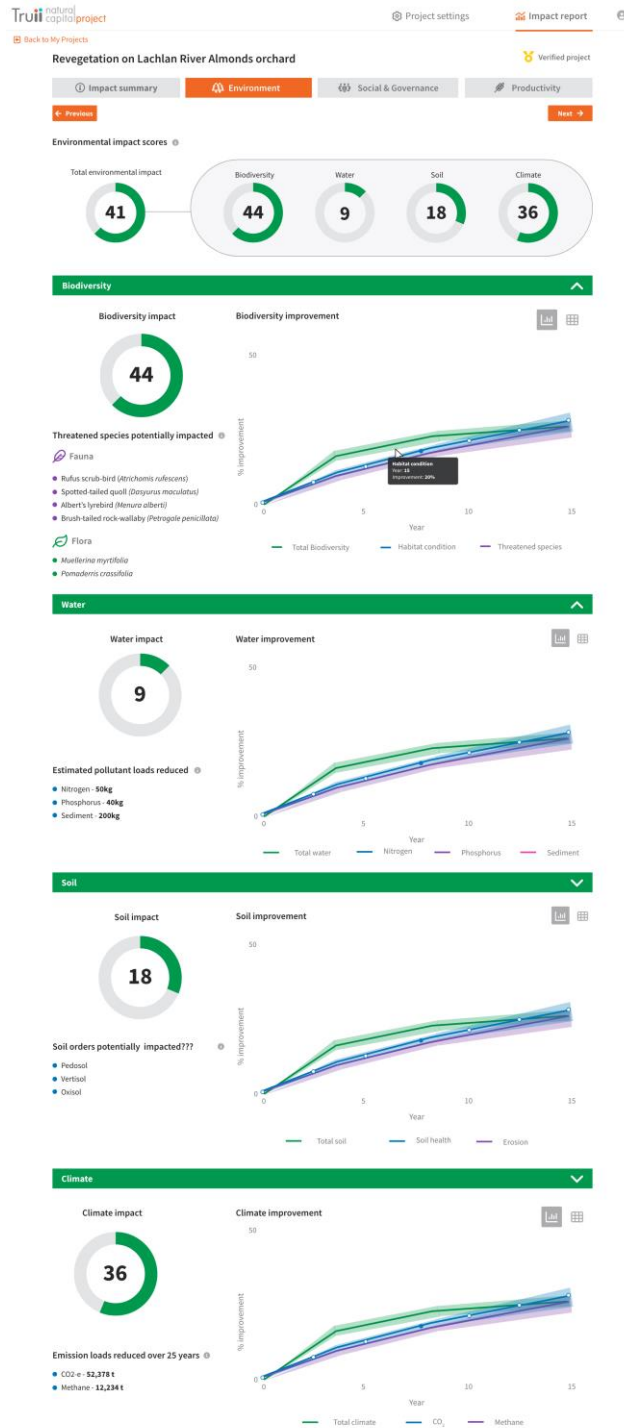 Truii natural capital project
Project settings
Impact report
Back to My Projects
Revegetation on Lachlan River Almonds orchard
Verified project
Impact summary
Environment
Social & Governance
Productivity
← Previous
Next →
Environmental impact scores
Total environmental impact
41
Biodiversity
44
Water
9
Soil
18
Climate
36
Biodiversity
Biodiversity impact
44
Threatened species potentially impacted
Fauna
Rufus scrub-bird (Atrichornis rufescens)
Spotted-tailed quoll (Dasyurus maculatus)
Albert's lyrebird (Menura alberti)
Brush-tailed rock-wallaby (Petrogale penicillata)
Flora
Muellerina myrtifolia
Pomaderris crassifolia
Biodiversity improvement
50
% improvement
Habitat condition
Year: 15
Improvement: 20%
0
0 5 10 15
Year
Total Biodiversity Habitat condition Threatened species
Water
Water impact
9
Estimated pollutant loads reduced
Nitrogen - 50kg
Phosphorus - 40kg
Sediment - 200kg
Water improvement
50
% improvement
0
0 5 10 15
Year
Total water Nitrogen Phosphorus Sediment
Soil
Soil impact
18
Soil orders potentially impacted???
Pedosol
Vertisol
Oxisol
Soil improvement
50
% improvement
0
0 5 10 15
Year
Total soil Soil health Erosion
Climate
Climate impact
36
Emission loads reduced over 25 years
CO2-e - 52,378 t
Methane - 12,234 t
Climate improvement
50
% improvement
0
0 5 10 15
Year
Total climate CO₂ Methane